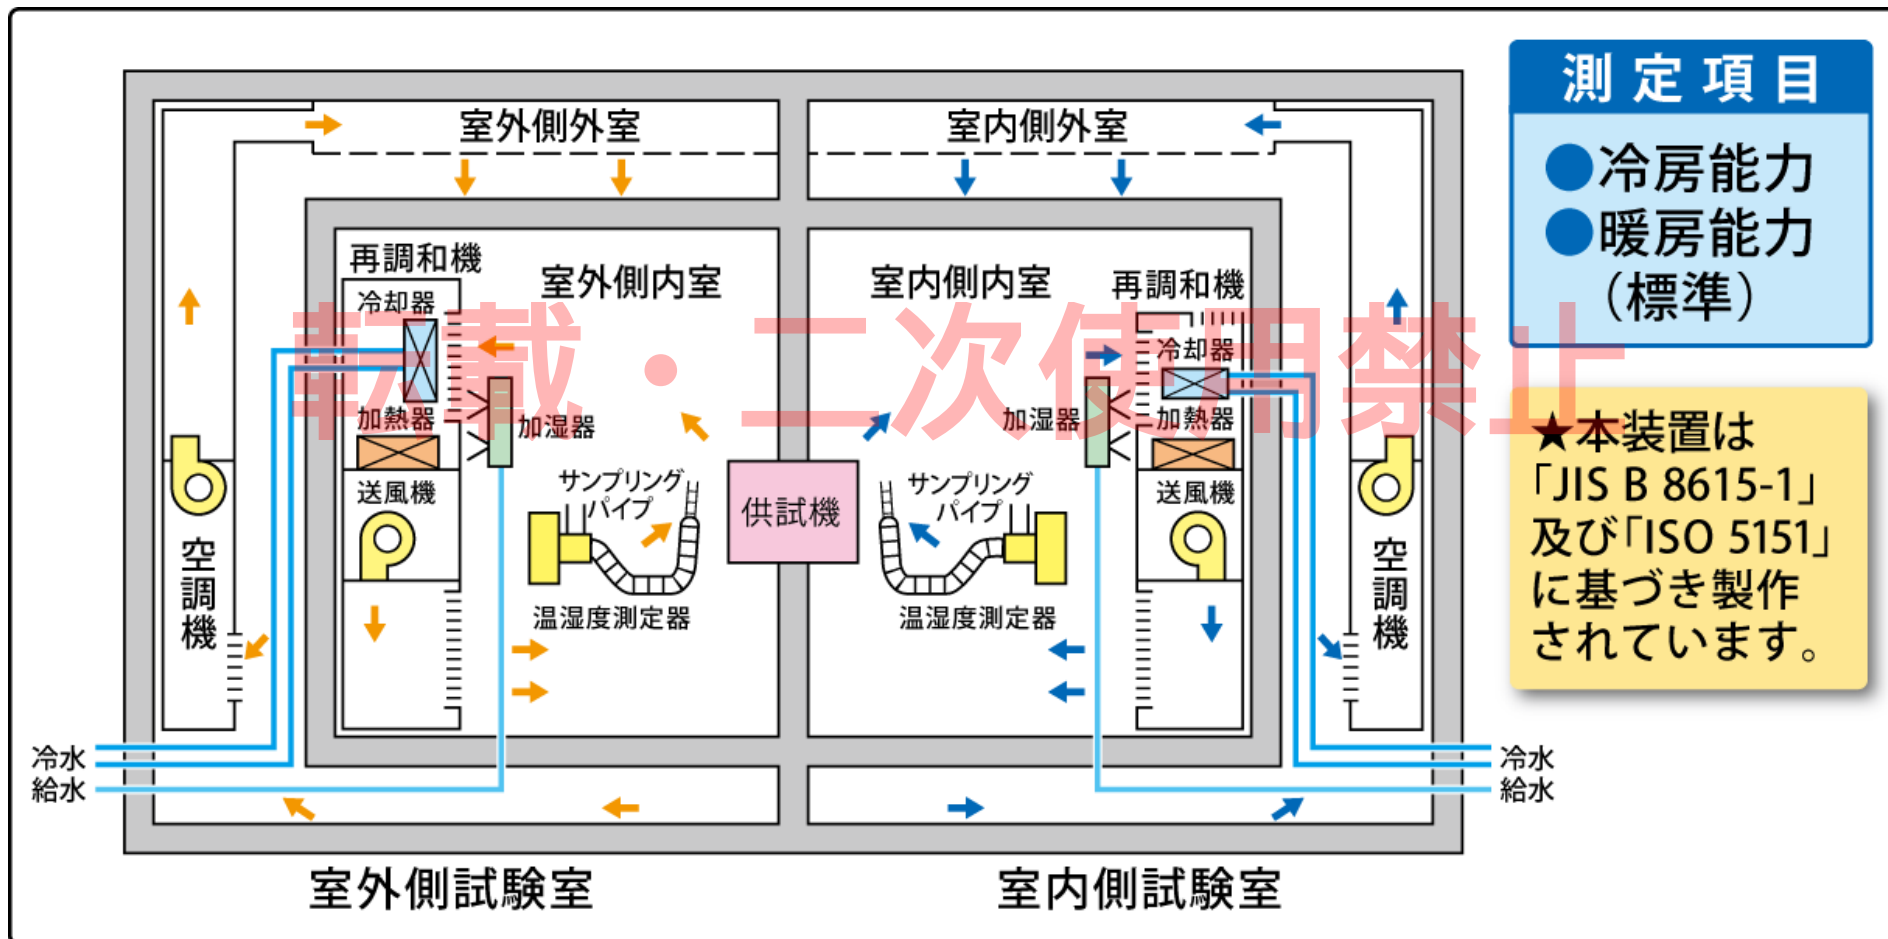 測定項目
●冷房能力
●暖房能力
（標準）
★本装置は
「JIS B 8615-1」
及び「ISO 5151」
に基づき製作
されています。
室外側外室
室内側外室
再調和機
室外側内室
室内側内室
再調和機
冷却器
冷却器
転載・二次使用禁止
加熱器
加湿器
加湿器
加熱器
送風機
サンプリング
パイプ
供試機
サンプリング
パイプ
送風機
空調機
空調機
温湿度測定器
温湿度測定器
冷水
給水
冷水
給水
室外側試験室
室内側試験室